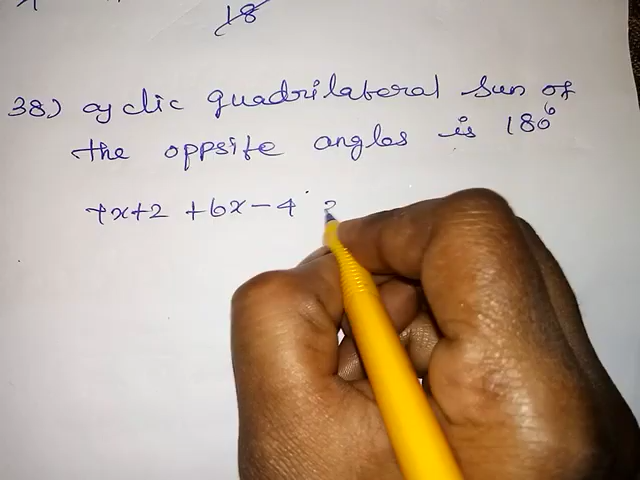 18
38) cyclic quadrilateral sum of
the oppsite angles is 180°
7x+2 +6x-4 =